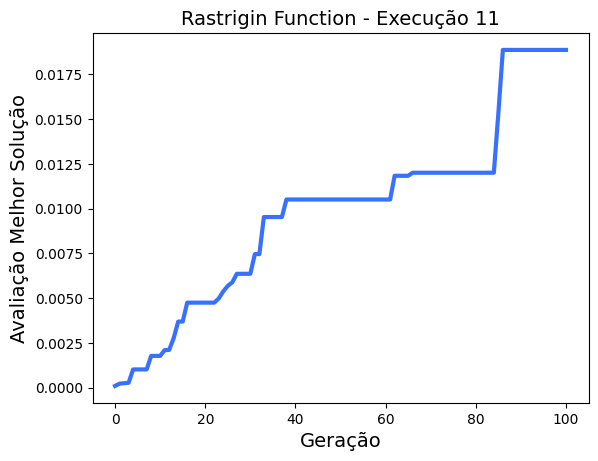 Rastrigin Function - Execução 11
Avaliação Melhor Solução
0.0175
0.0150
0.0125
0.0100
0.0075
0.0050
0.0025
0.0000
0 20 40 60 80 100
Geração